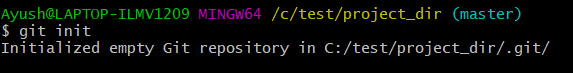 Ayush@LAPTOP-ILMV1209 MINGW64 /c/test/project_dir (master)
$ git init
Initialized empty Git repository in C:/test/project_dir/.git/